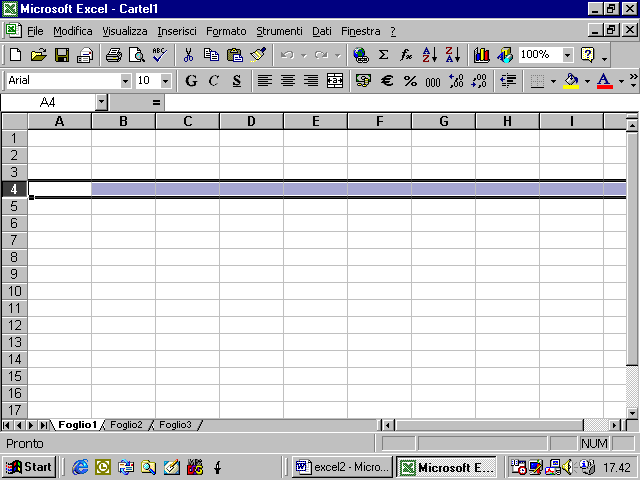 Microsoft Excel - Cartel1
File Modifica Visualizza Inserisci Formato Strumenti Dati Finestra ?
ABC Σ fx A Z Z A 100% ?
Arial 10 G C S € % 000 A
A4 =
A B C D E F G H I
1
2
3
4
5
6
7
8
9
10
11
12
13
14
15
16
17
Foglio1 Foglio2 Foglio3
Pronto NUM
Start excel2 - Micro... Microsoft E... 17.42